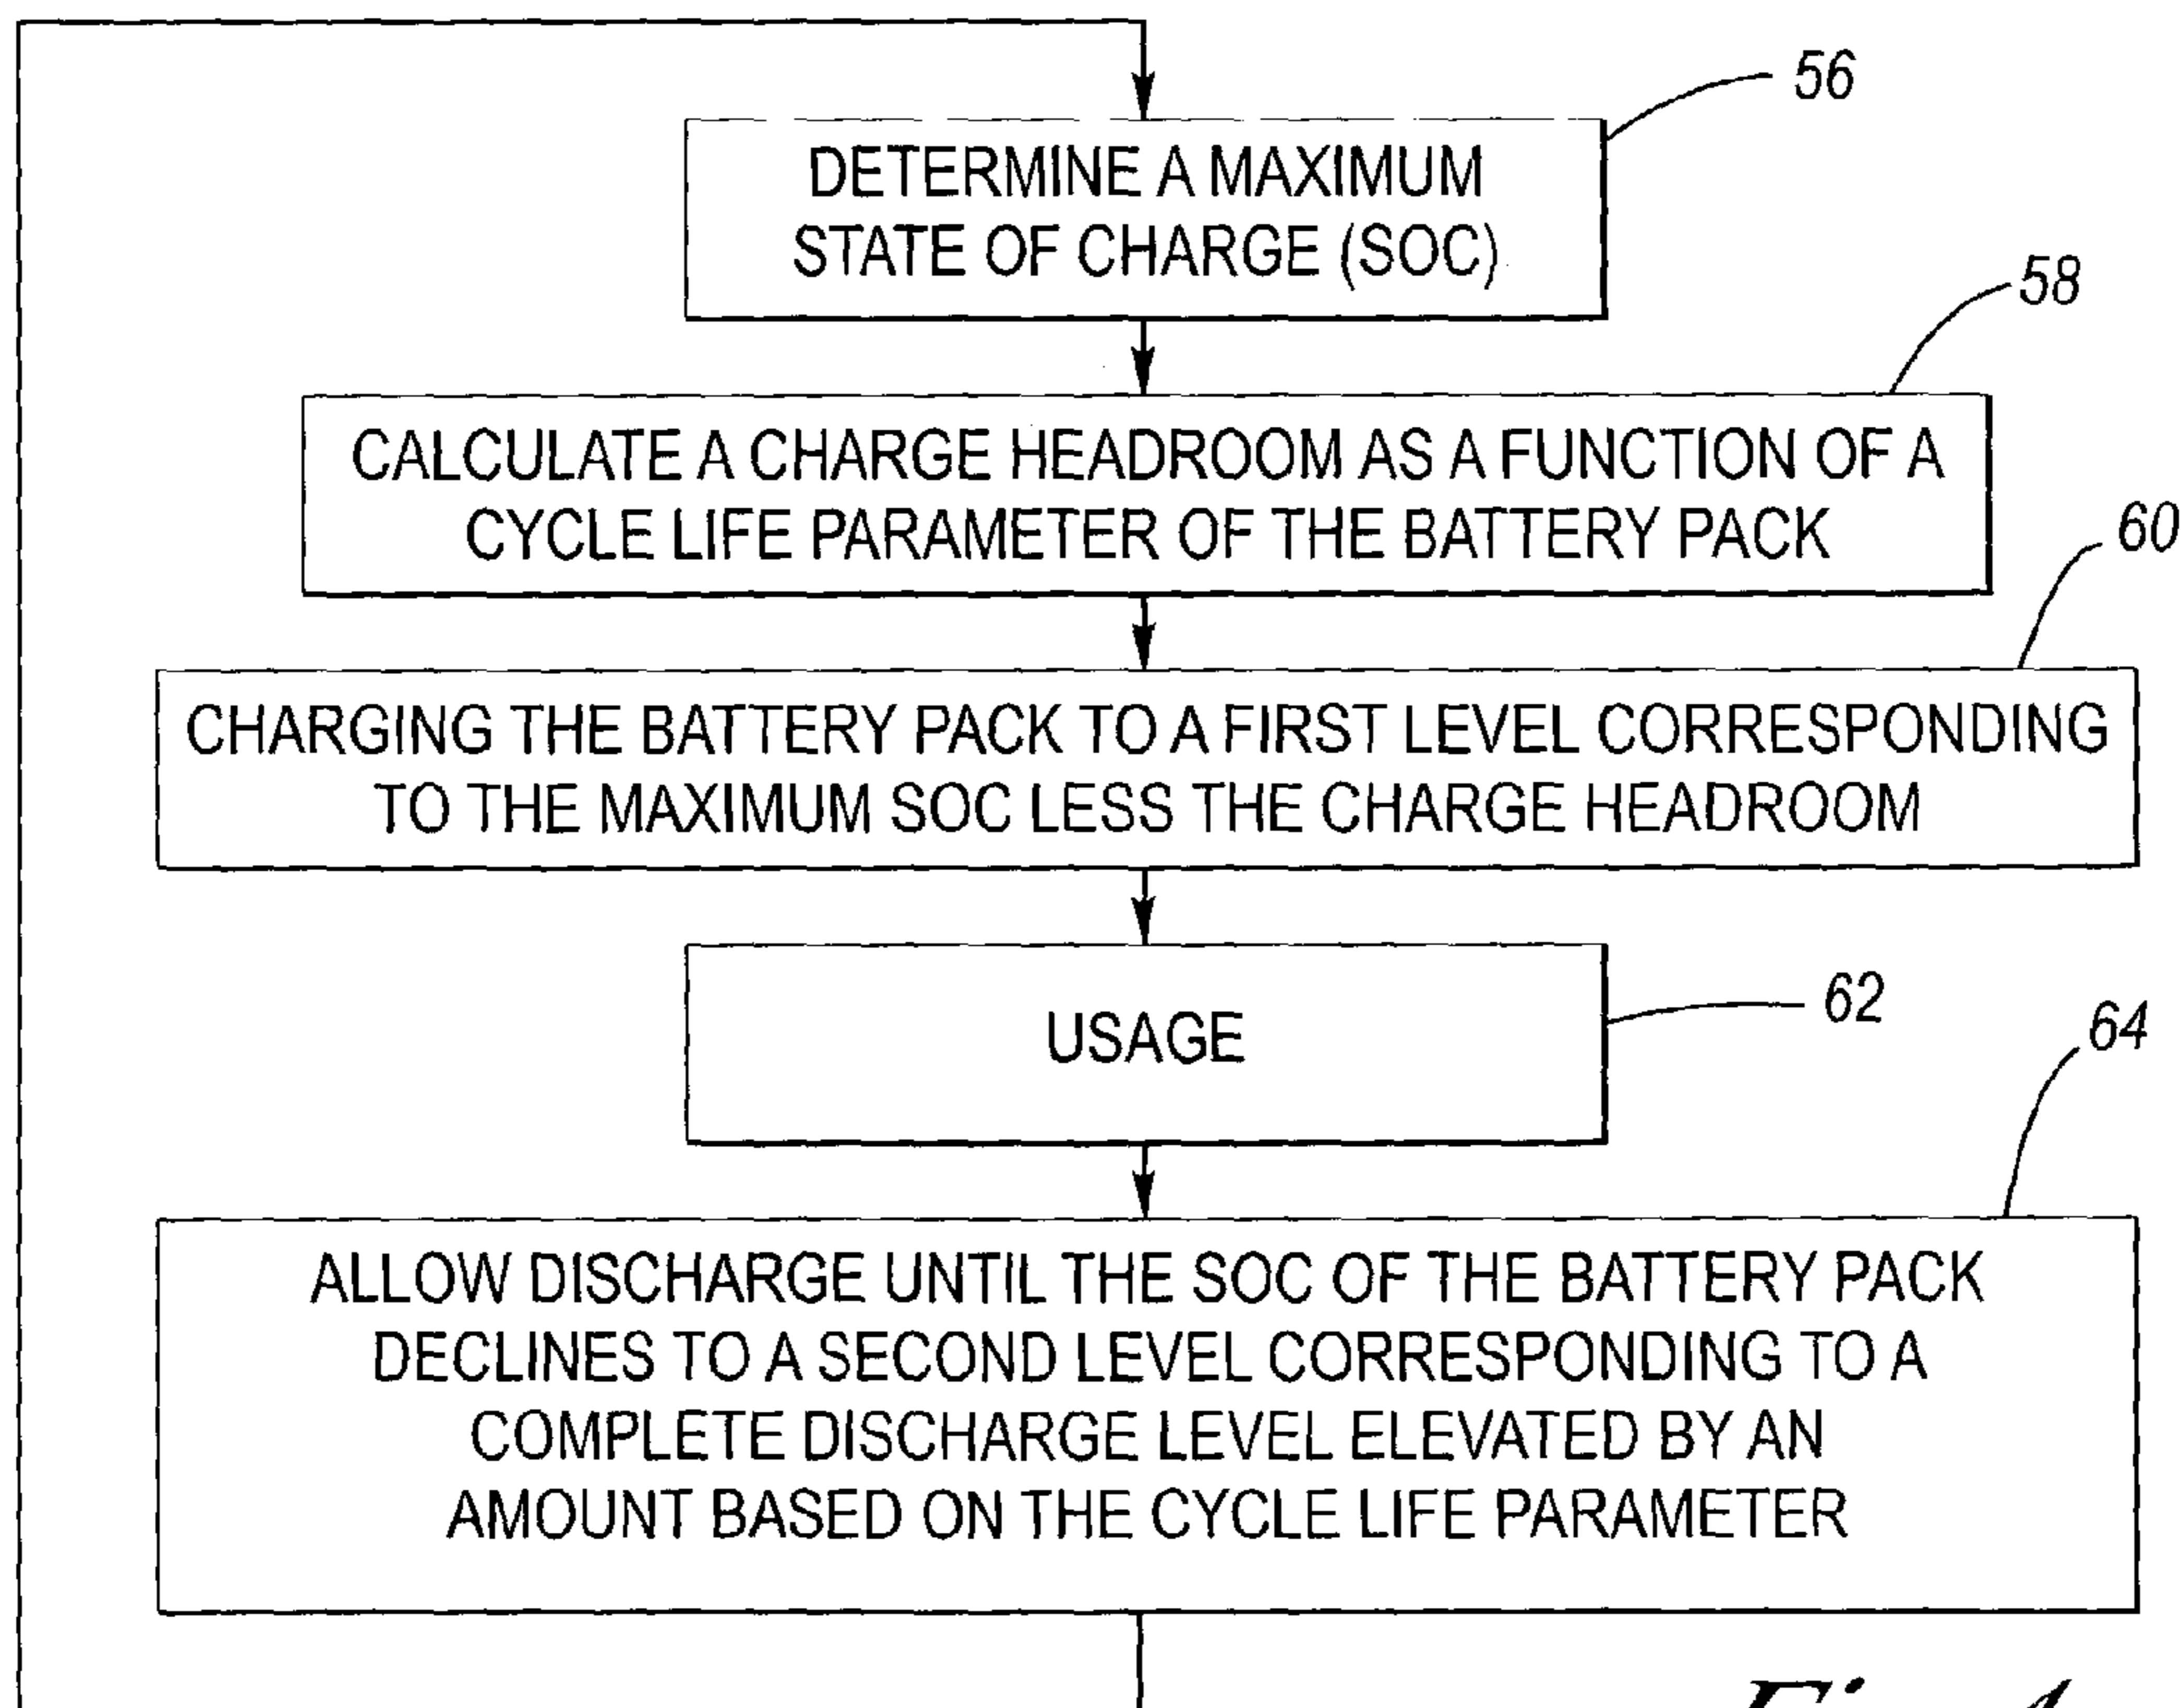 56
DETERMINE A MAXIMUM
STATE OF CHARGE (SOC)
58
CALCULATE A CHARGE HEADROOM AS A FUNCTION OF A
CYCLE LIFE PARAMETER OF THE BATTERY PACK
60
CHARGING THE BATTERY PACK TO A FIRST LEVEL CORRESPONDING
TO THE MAXIMUM SOC LESS THE CHARGE HEADROOM
USAGE
62
64
ALLOW DISCHARGE UNTIL THE SOC OF THE BATTERY PACK
DECLINES TO A SECOND LEVEL CORRESPONDING TO A
COMPLETE DISCHARGE LEVEL ELEVATED BY AN
AMOUNT BASED ON THE CYCLE LIFE PARAMETER